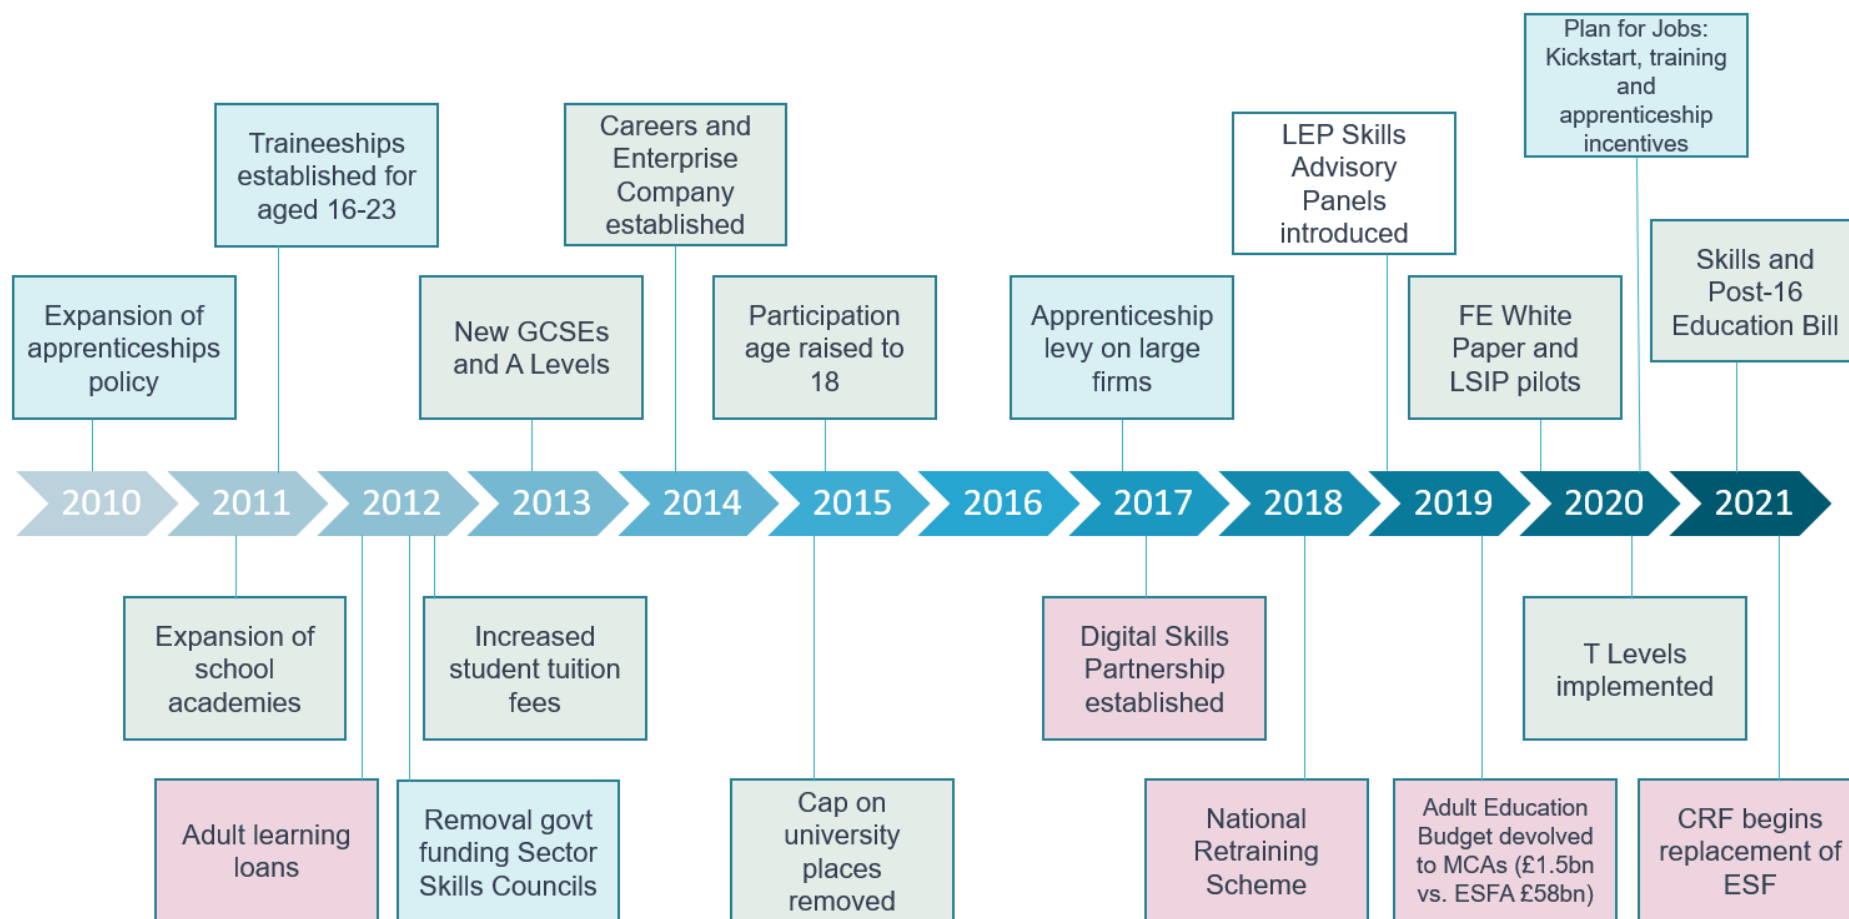 Plan for Jobs:
Kickstart, training
and
apprenticeship
incentives
Traineeships
established for
aged 16-23
Careers and
Enterprise
Company
established
LEP Skills
Advisory
Panels
introduced
Skills and
Post-16
Education Bill
Expansion of
apprenticeships
policy
New GCSEs
and A Levels
Participation
age raised to
18
Apprenticeship
levy on large
firms
FE White
Paper and
LSIP pilots
2010
2011
2012
2013
2014
2015
2016
2017
2018
2019
2020
2021
Expansion of
school
academies
Increased
student tuition
fees
Digital Skills
Partnership
established
T Levels
implemented
Adult learning
loans
Removal govt
funding Sector
Skills Councils
Cap on
university
places
removed
National
Retraining
Scheme
Adult Education
Budget devolved
to MCAs (£1.5bn
vs. ESFA £58bn)
CRF begins
replacement of
ESF